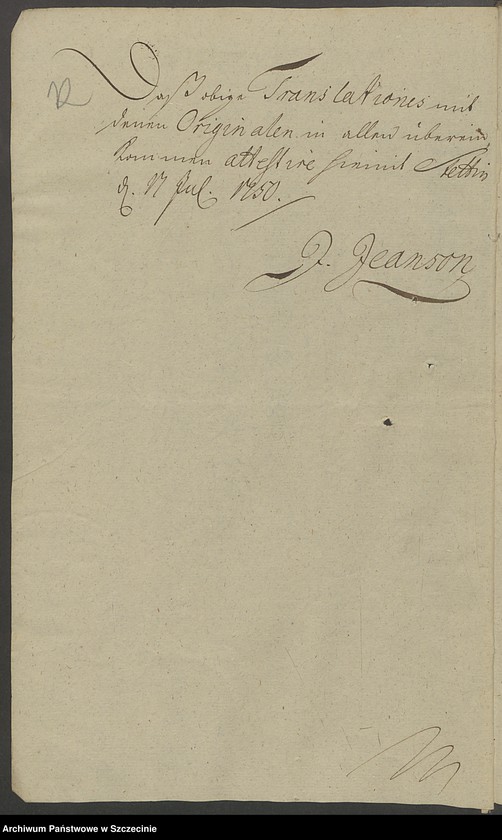 Daß obige Translationes mit
denen Originalen in allen überein
kommen attestire hiemit Stettin
d. 17 Jul. 1750.
J. Jeanson
Archiwum Państwowe w Szczecinie